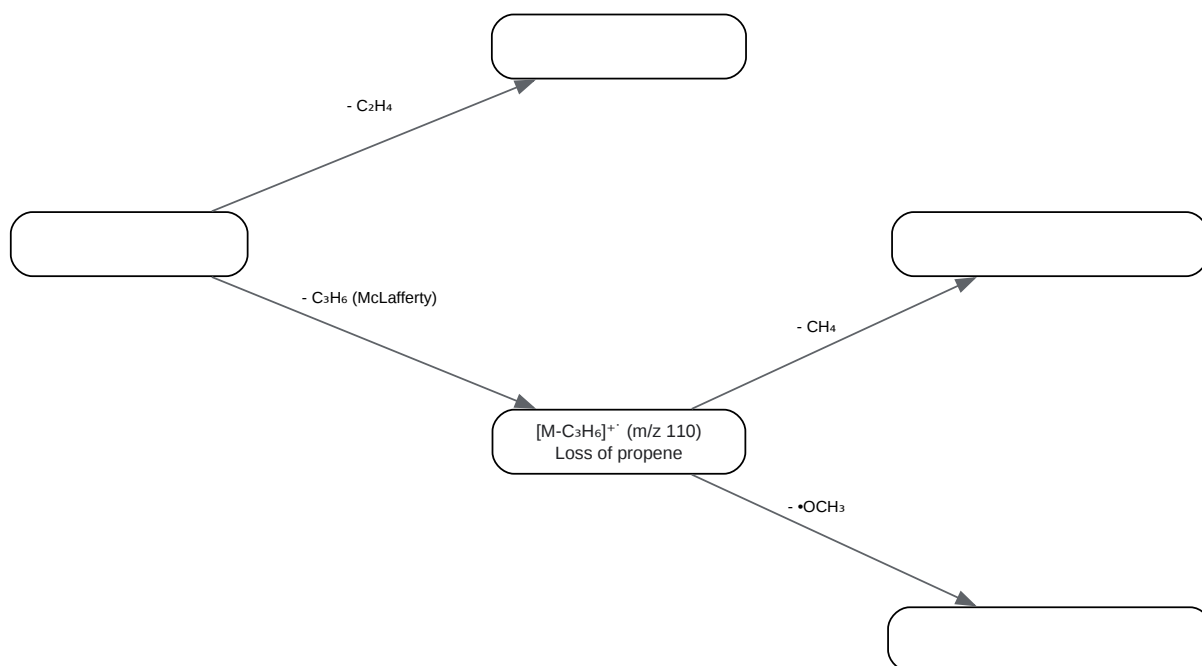 - C₂H₄
- C₃H₆ (McLafferty)
- CH₄
[M-C₃H₆]⁺˙ (m/z 110)
Loss of propene
- •OCH₃